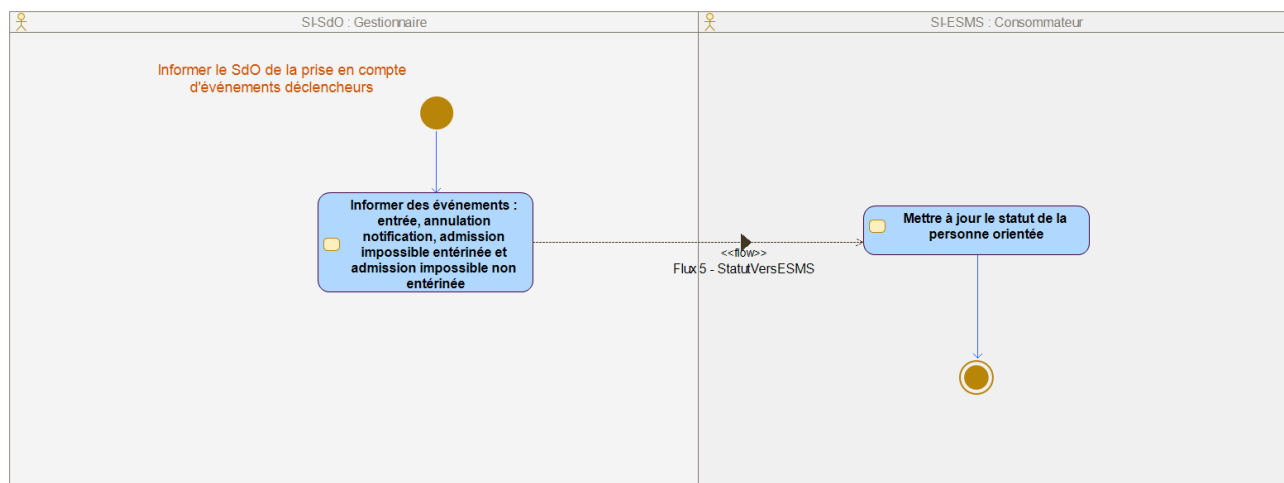 SI-SdO : Gestionnaire
SI-ESMS : Consommateur
Informer le SdO de la prise en compte
d'événements déclencheurs
Informer des événements :
entrée, annulation
notification, admission
impossible entérinée et
admission impossible non
entérinée
Mettre à jour le statut de la
personne orientée
<<flow>>
Flux 5 - StatutVersESMS